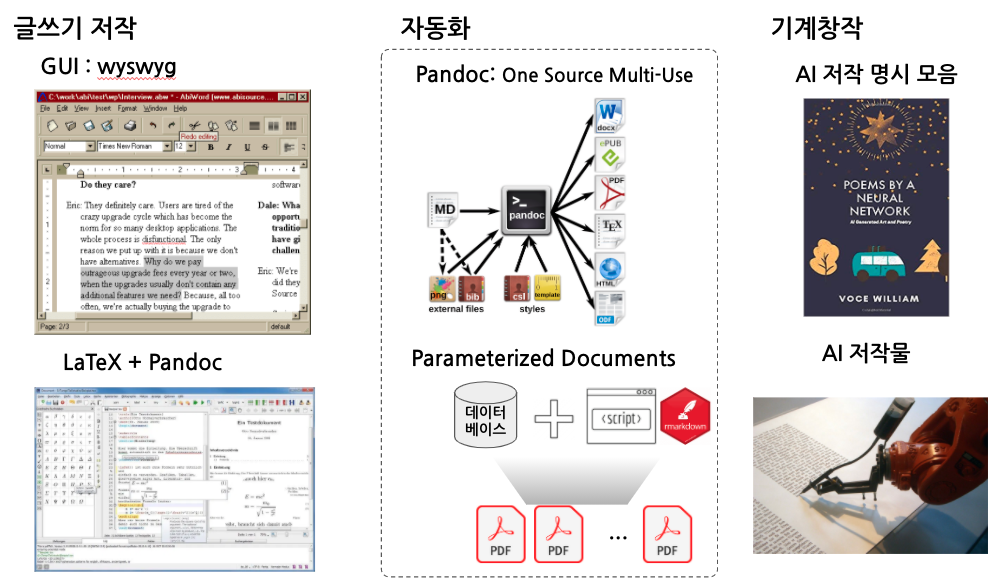 글쓰기 저작
GUI : wyswyg
C:\work\abi\test\wp\Interview.abw * - AbiWord (www.abisource....
File Edit View Insert Format Window Help
Redo editing
Normal Times New Roman 12 B I U S
Do they care?
Eric: They definitely care. Users are tired of the
crazy upgrade cycle which has become the
norm for so many desktop applications. The
whole process is disfunctional. The only
reason we put up with it is because we don't
have alternatives. Why do we pay
outrageous upgrade fees every year or two,
when the upgrades usually don't contain any
additional features we need? Because, all too
often, we're actually buying the upgrade to
software
Dale: Wha
opportu
traditio
have gi
challen
Eric: We're
did they
Source
Page: 2/3 default
LaTeX + Pandoc
Ein Testdokument
자동화
Pandoc: One Source Multi-Use
MD
>_
pandoc
png
bib
external files
csl
template
styles
W
docx
ePUB
PDF
TEX
HTML
ODF
Parameterized Documents
데이터
베이스
<script>
rmarkdown
PDF
PDF
...
PDF
기계창작
AI 저작 명시 모음
POEMS BY A
NEURAL
NETWORK
AI Generated Art and Poetry
VOCE WILLIAM
AI 저작물